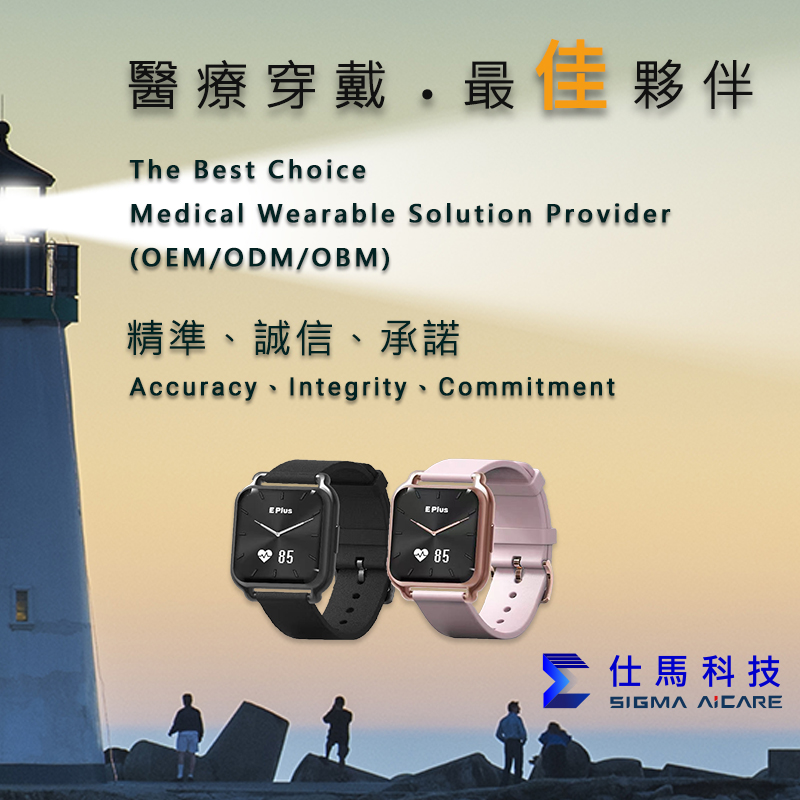 醫療穿戴．最佳夥伴
The Best Choice
Medical Wearable Solution Provider
(OEM/ODM/OBM)
精準、誠信、承諾
Accuracy、Integrity、Commitment
E Plus
85
E Plus
85
仕馬科技
SIGMA AiCARE